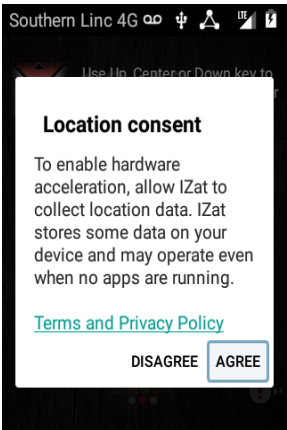 Southern Linc 4G LTE
Use Up, Center or Down key to
Location consent
To enable hardware
acceleration, allow IZat to
collect location data. IZat
stores some data on your
device and may operate even
when no apps are running.
Terms and Privacy Policy
DISAGREE AGREE